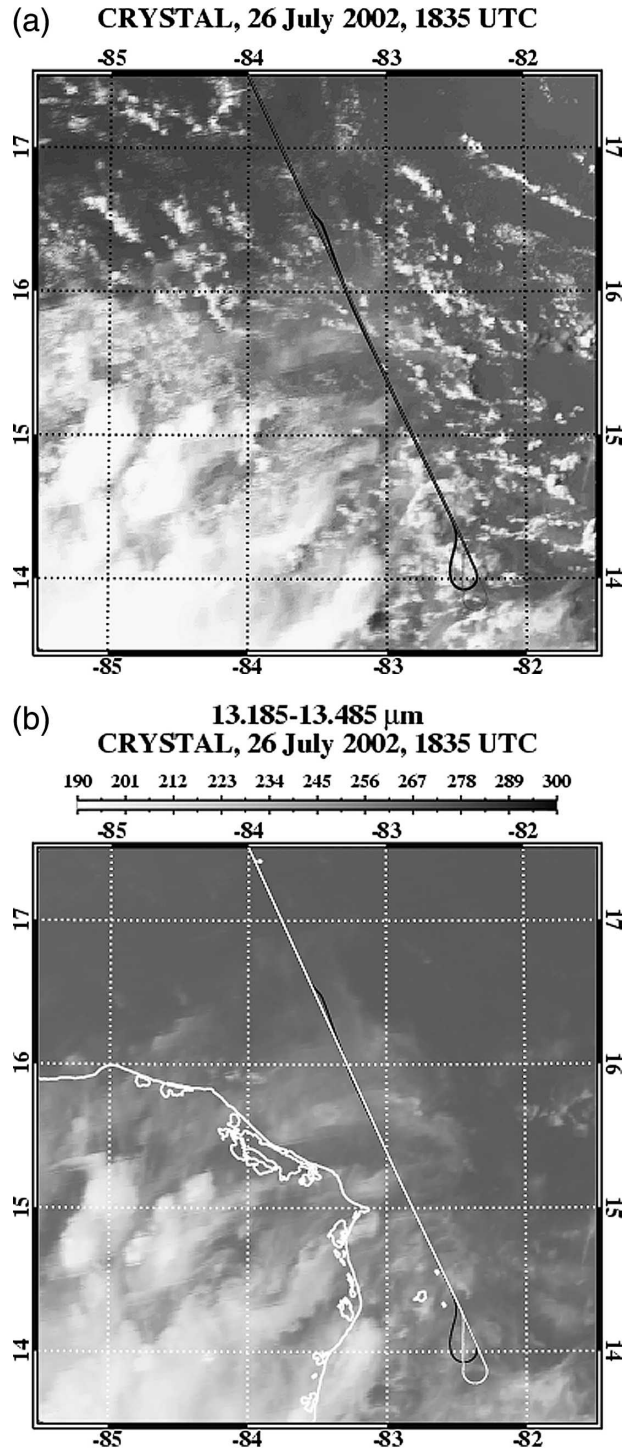 (a)
CRYSTAL, 26 July 2002, 1835 UTC
-85 -84 -83 -82
17 17
16 16
15 15
14 14
-85 -84 -83 -82
(b)
13.185-13.485 μm
CRYSTAL, 26 July 2002, 1835 UTC
190 201 212 223 234 245 256 267 278 289 300
-85 -84 -83 -82
17 17
16 16
15 15
14 14
-85 -84 -83 -82